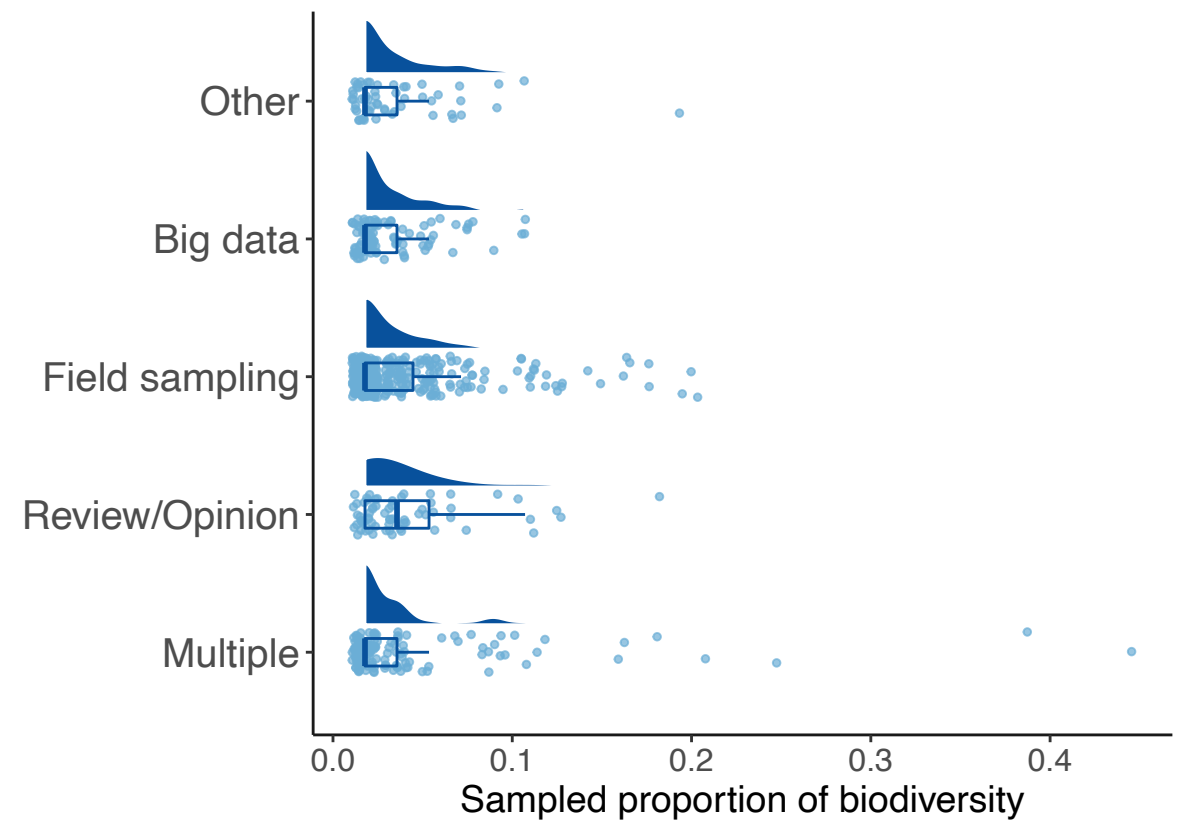 Other
Big data
Field sampling
Review/Opinion
Multiple
0.0 0.1 0.2 0.3 0.4
Sampled proportion of biodiversity